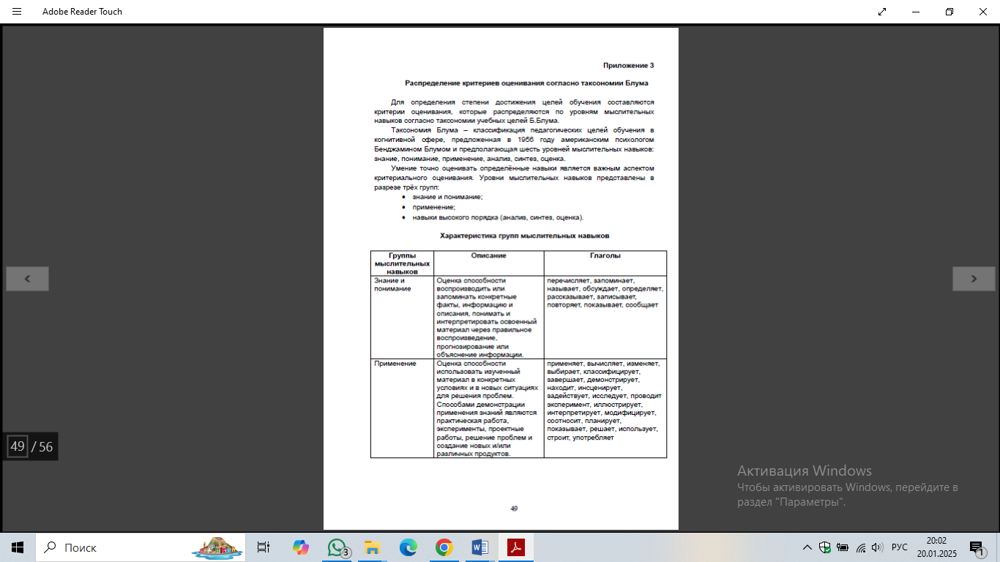 Adobe Reader Touch
Приложение 3
Распределение критериев оценивания согласно таксономии Блума
Для определения степени достижения целей обучения составляются
критерии оценивания, которые распределяются по уровням мыслительных
навыков согласно таксономии учебных целей Б.Блума.
Таксономия Блума – классификация педагогических целей обучения в
когнитивной сфере, предложенная в 1956 году американским психологом
Бенджамином Блумом и предполагающая шесть уровней мыслительных навыков:
знание, понимание, применение, анализ, синтез, оценка.
Умение точно оценивать определённые навыки является важным аспектом
критериального оценивания. Уровни мыслительных навыков представлены в
разрезе трёх групп:
• знание и понимание;
• применение;
• навыки высокого порядка (анализ, синтез, оценка).
Характеристика групп мыслительных навыков
Группы
мыслительных
навыков
Описание
Глаголы
Знание и
понимание
Оценка способности
воспроизводить или
запоминать конкретные
факты, информацию и
описания, понимать и
интерпретировать освоенный
материал через правильное
воспроизведение,
прогнозирование или
объяснение информации.
перечисляет, запоминает,
называет, обсуждает, определяет,
рассказывает, записывает,
повторяет, показывает, сообщает
Применение
Оценка способности
использовать изученный
материал в конкретных
условиях и в новых ситуациях
для решения проблем.
Способами демонстрации
применения знаний являются
практическая работа,
эксперименты, проектные
работы, решение проблем и
создание новых и/или
различных продуктов.
применяет, вычисляет, изменяет,
выбирает, классифицирует,
завершает, демонстрирует,
находит, инсценирует,
задействует, исследует, проводит
эксперимент, иллюстрирует,
интерпретирует, модифицирует,
соотносит, планирует,
показывает, решает, использует,
строит, употребляет
49
49 / 56
Активация Windows
Чтобы активировать Windows, перейдите в
раздел "Параметры".
Поиск
3
РУС
20:02
20.01.2025
1